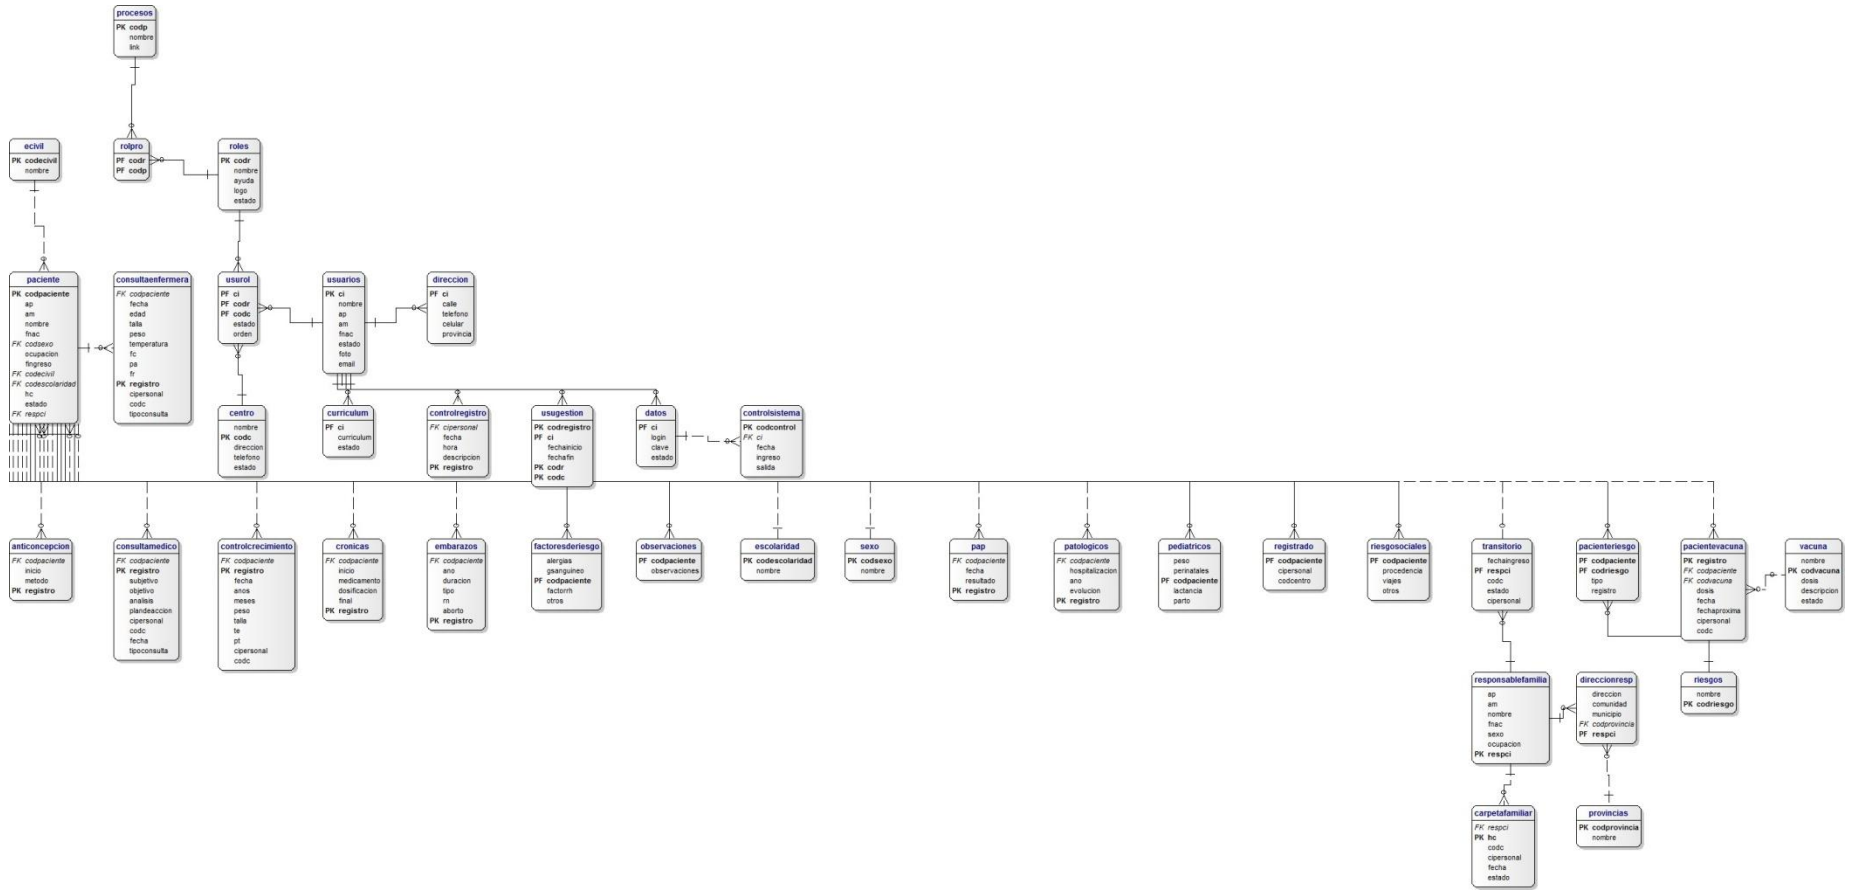 procesos
PK codp
nombre
link
ecivil
PK codecivil
nombre
rolpro
PF codr
PF codp
roles
PK codr
nombre
ayuda
logo
estado
paciente
PK codpaciente
ap
am
nombre
fnac
FK codsexo
ocupacion
fingreso
FK codecivil
FK codescolaridad
hc
estado
FK respci
consultaenfermera
FK codpaciente
fecha
edad
talla
peso
temperatura
fc
pa
fr
PK registro
cipersonal
codc
tipoconsulta
usurol
PF ci
PF codr
PF codc
estado
orden
usuarios
PK ci
nombre
ap
am
fnac
estado
foto
email
direccion
PF ci
calle
telefono
celular
provincia
centro
nombre
PK codc
direccion
telefono
estado
curriculum
PF ci
curriculum
estado
controlregistro
FK cipersonal
fecha
hora
descripcion
PK registro
usugestion
PK codregistro
PF ci
fechainicio
fechafin
PK codr
PK codc
datos
PF ci
login
clave
estado
controlsistema
PK codcontrol
FK ci
fecha
ingreso
salida
anticoncepcion
FK codpaciente
inicio
metodo
PK registro
consultamedico
FK codpaciente
PK registro
subjetivo
objetivo
analisis
plandeaccion
cipersonal
codc
fecha
tipoconsulta
controlcrecimiento
FK codpaciente
PK registro
fecha
anos
meses
peso
talla
te
pt
cipersonal
codc
cronicas
FK codpaciente
inicio
medicamento
dosificacion
final
PK registro
embarazos
FK codpaciente
ano
duracion
tipo
rn
aborto
PK registro
factoresderiesgo
alergias
gsanguineo
PF codpaciente
factorrh
otros
observaciones
PF codpaciente
observaciones
escolaridad
PK codescolaridad
nombre
sexo
PK codsexo
nombre
pap
FK codpaciente
fecha
resultado
PK registro
patologicos
FK codpaciente
hospitalizacion
ano
evolucion
PK registro
pediatricos
peso
perinatales
PF codpaciente
lactancia
parto
registrado
PF codpaciente
cipersonal
codcentro
riesgosociales
PF codpaciente
procedencia
viajes
otros
transitorio
fechaingreso
PF respci
codc
estado
cipersonal
pacienteriesgo
PF codpaciente
PF codriesgo
tipo
registro
pacientevacuna
PK registro
FK codpaciente
FK codvacuna
dosis
fecha
fechaproxima
cipersonal
codc
vacuna
nombre
PK codvacuna
dosis
descripcion
estado
responsablefamilia
ap
am
nombre
fnac
sexo
ocupacion
PK respci
direccionresp
direccion
comunidad
municipio
FK codprovincia
PF respci
riesgos
nombre
PK codriesgo
carpetafamiliar
FK respci
PK hc
codc
cipersonal
fecha
estado
provincias
PK codprovincia
nombre